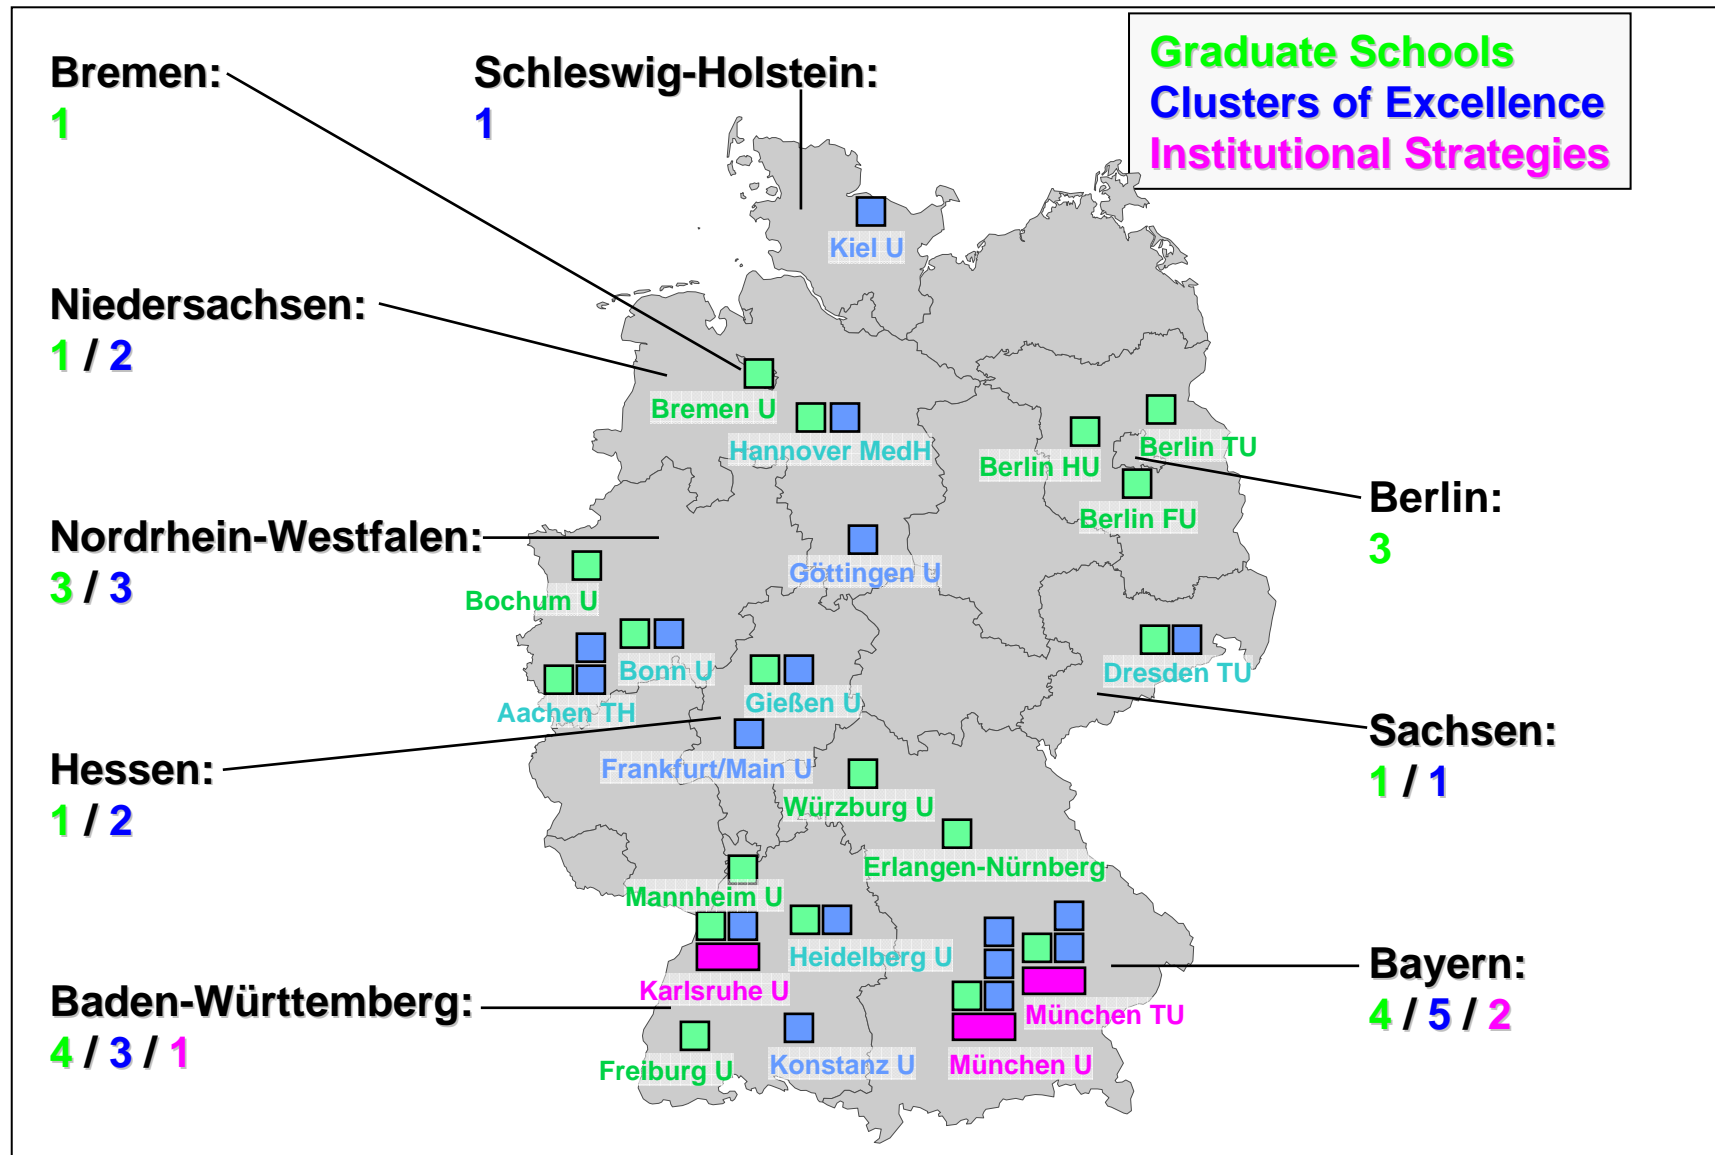 Graduate Schools
Clusters of Excellence
Institutional Strategies
Bremen:
1
Schleswig-Holstein:
1
Niedersachsen:
1 / 2
Nordrhein-Westfalen:
3 / 3
Hessen:
1 / 2
Baden-Württemberg:
4 / 3 / 1
Berlin:
3
Sachsen:
1 / 1
Bayern:
4 / 5 / 2
Kiel U
Bremen U
Hannover MedH
Berlin TU
Berlin HU
Berlin FU
Göttingen U
Bochum U
Bonn U
Aachen TH
Gießen U
Dresden TU
Frankfurt/Main U
Würzburg U
Erlangen-Nürnberg
Mannheim U
Heidelberg U
Karlsruhe U
München TU
Freiburg U
Konstanz U
München U